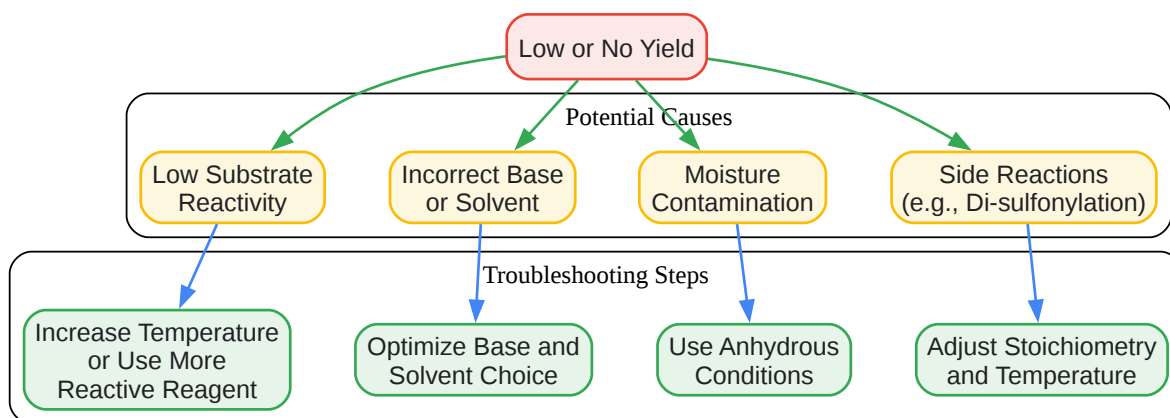 Low or No Yield
Potential Causes
Low Substrate
Reactivity
Incorrect Base
or Solvent
Moisture
Contamination
Side Reactions
(e.g., Di-sulfonylation)
Troubleshooting Steps
Increase Temperature
or Use More
Reactive Reagent
Optimize Base and
Solvent Choice
Use Anhydrous
Conditions
Adjust Stoichiometry
and Temperature